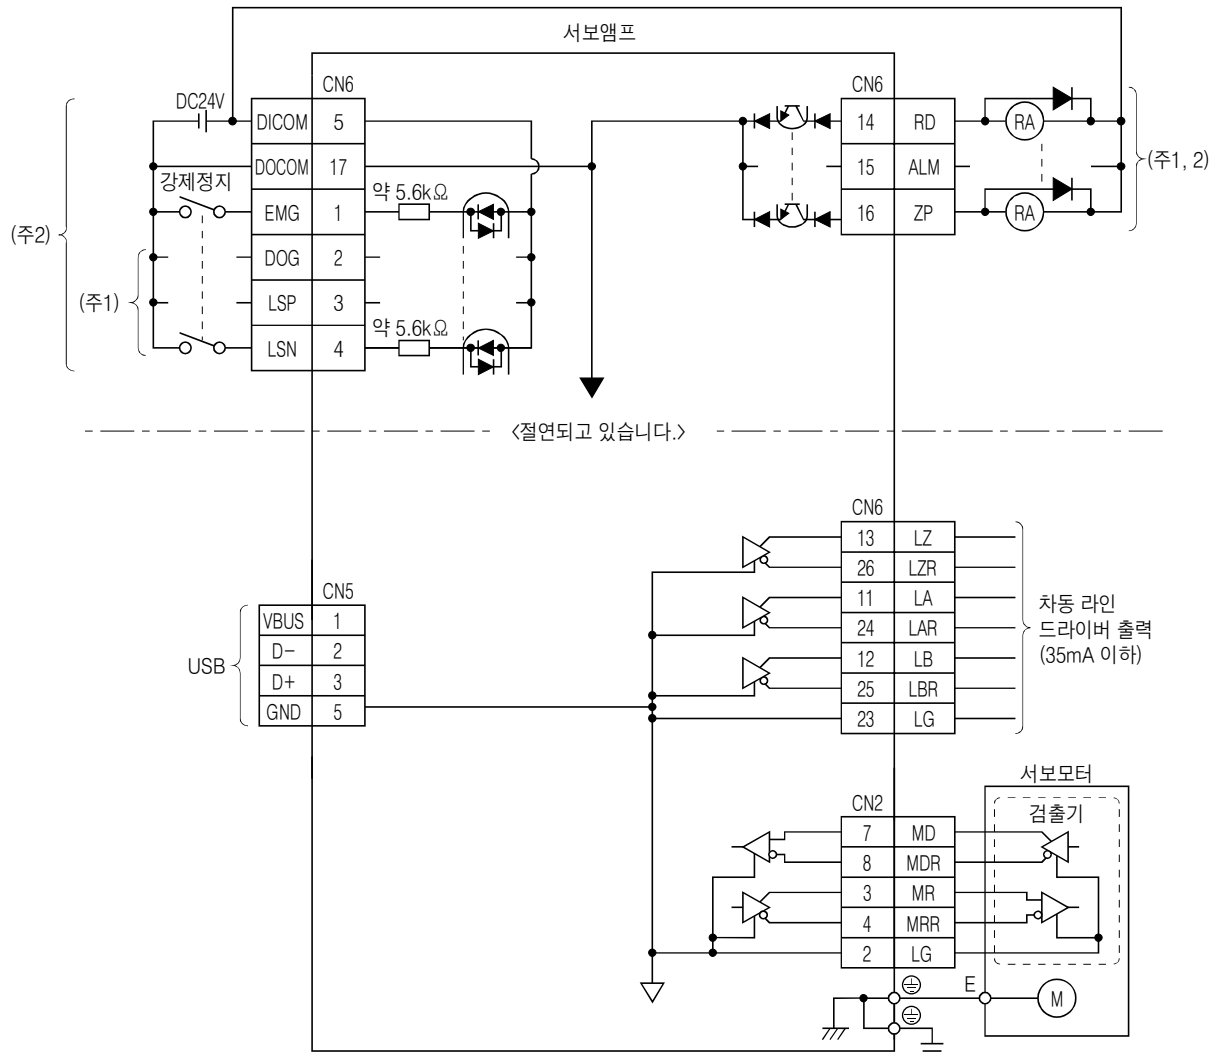 서보앰프
CN6
DC24V
DICOM 5
DOCOM 17
강제정지
약 5.6kΩ
EMG 1
DOG 2
LSP 3
약 5.6kΩ
LSN 4
(주2)
(주1)
CN6
14 RD
RA
15 ALM
16 ZP
RA
(주1, 2)
<절연되고 있습니다.>
CN5
VBUS 1
D- 2
D+ 3
GND 5
USB
CN6
13 LZ
26 LZR
11 LA
24 LAR
12 LB
25 LBR
23 LG
차동 라인
드라이버 출력
(35mA 이하)
서보모터
검출기
CN2
7 MD
8 MDR
3 MR
4 MRR
2 LG
E
M